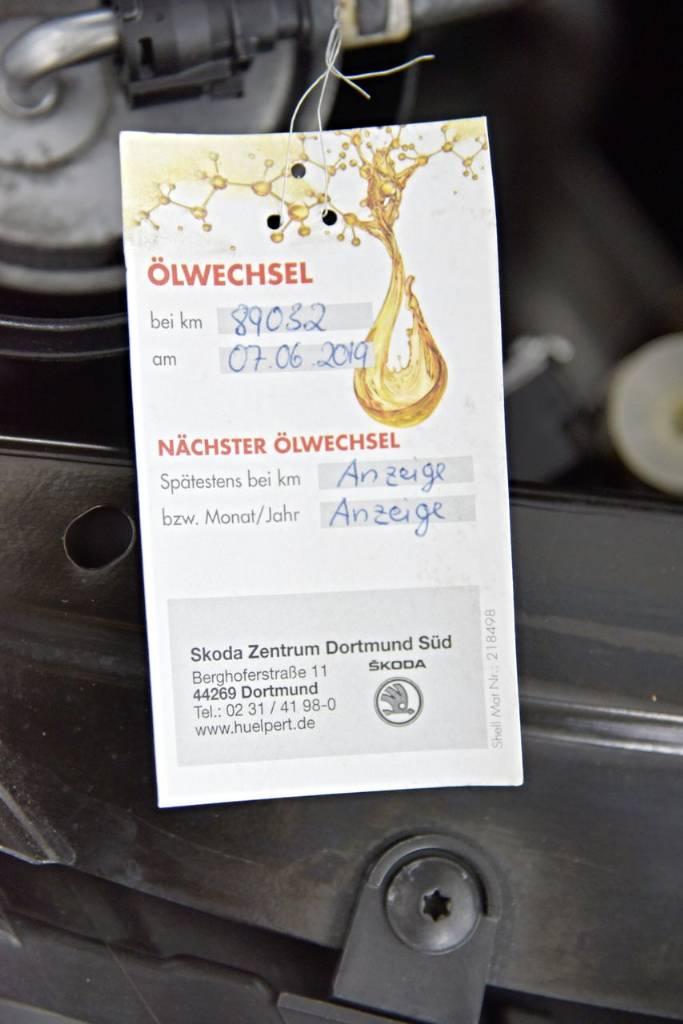 ÖLWECHSEL
bei km 89032
am 07.06.2019
NÄCHSTER ÖLWECHSEL
Spätestens bei km Anzeige
bzw. Monat/Jahr Anzeige
Skoda Zentrum Dortmund Süd
Berghoferstraße 11
44269 Dortmund
Tel.: 02 31 / 41 98-0
www.huelpert.de
ŠKODA
Shell Mat Nr.: 218498